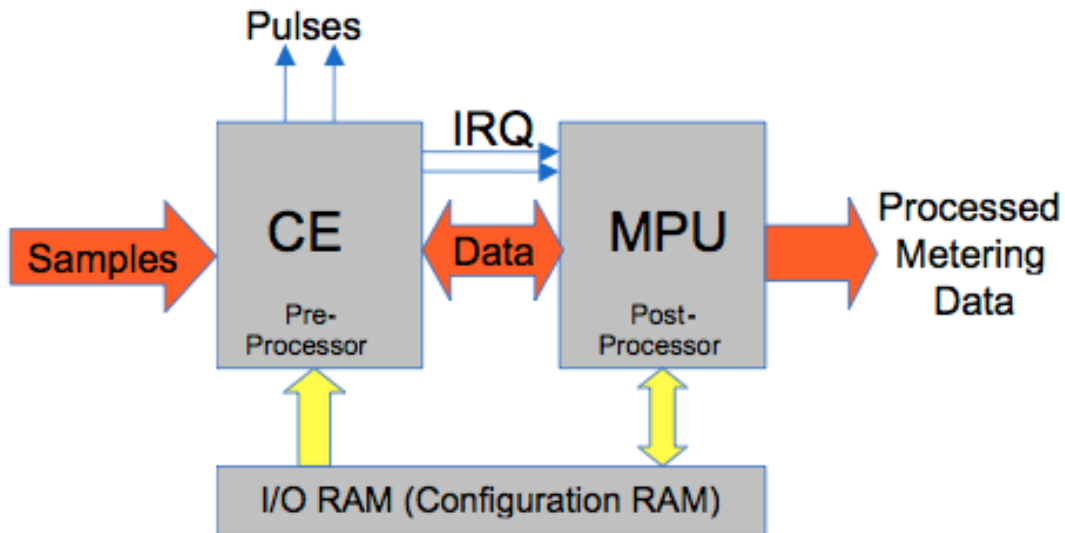 Pulses
IRQ
CE
MPU
Samples
Data
Processed
Metering
Data
Pre-
Processor
Post-
Processor
I/O RAM (Configuration RAM)